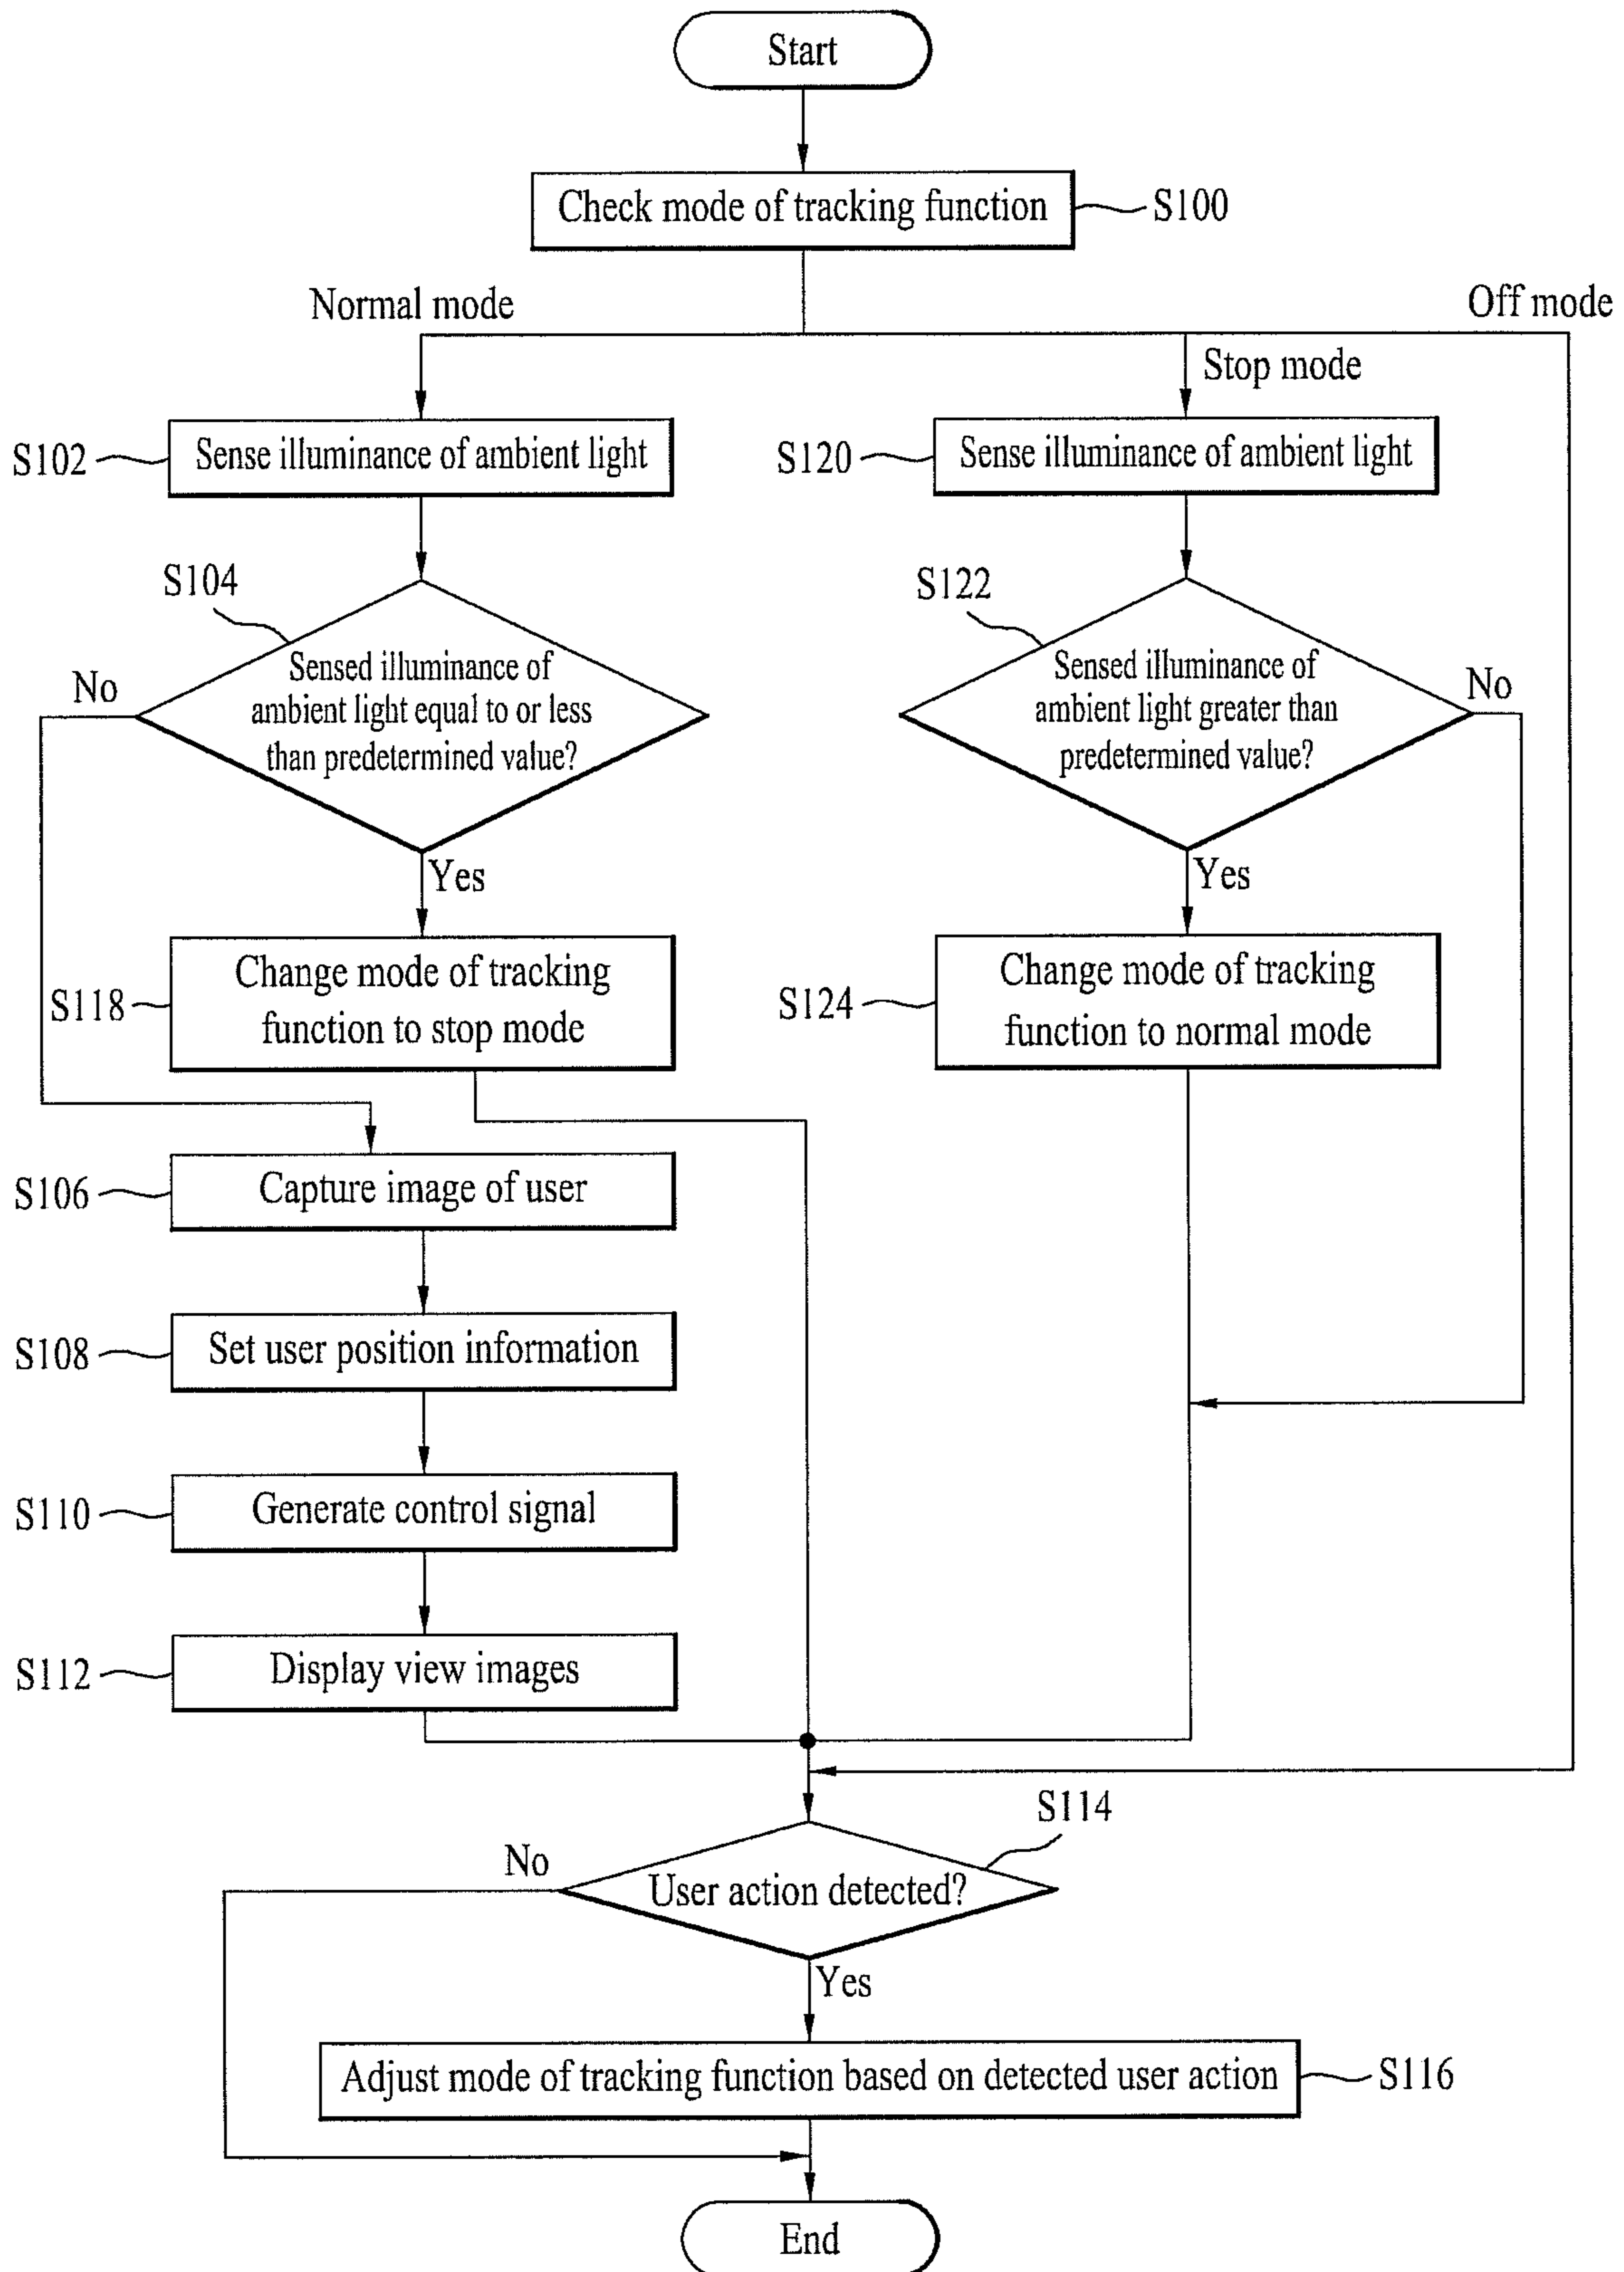 Start
Check mode of tracking function
S100
Normal mode
Off mode
Stop mode
S102
Sense illuminance of ambient light
S120
Sense illuminance of ambient light
S104
Sensed illuminance of
ambient light equal to or less
than predetermined value?
No
Yes
S122
Sensed illuminance of
ambient light greater than
predetermined value?
No
Yes
S118
Change mode of tracking
function to stop mode
S124
Change mode of tracking
function to normal mode
S106
Capture image of user
S108
Set user position information
S110
Generate control signal
S112
Display view images
S114
No
User action detected?
Yes
Adjust mode of tracking function based on detected user action
S116
End